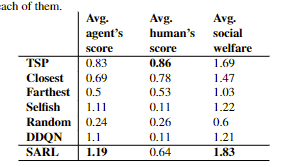 each of them.
Avg. Avg. Avg.
agent's human's social
score score welfare
TSP 0.83 0.86 1.69
Closest 0.69 0.78 1.47
Farthest 0.5 0.53 1.03
Selfish 1.11 0.11 1.22
Random 0.24 0.26 0.6
DDQN 1.1 0.11 1.21
SARL 1.19 0.64 1.83